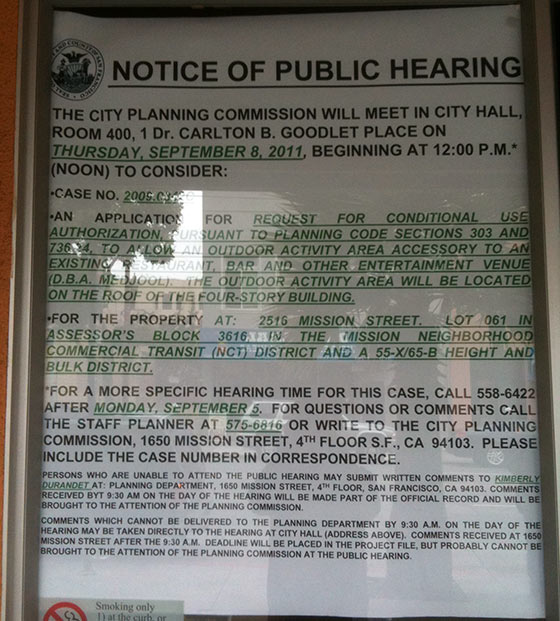 NOTICE OF PUBLIC HEARING
THE CITY PLANNING COMMISSION WILL MEET IN CITY HALL,
ROOM 400, 1 Dr. CARLTON B. GOODLET PLACE ON
THURSDAY, SEPTEMBER 8, 2011, BEGINNING AT 12:00 P.M.*
(NOON) TO CONSIDER:
•CASE NO.
•AN APPLICATION FOR REQUEST FOR CONDITIONAL USE
AUTHORIZATION, PURSUANT TO PLANNING CODE SECTIONS 303 AND
TO ALLOW AN OUTDOOR ACTIVITY AREA ACCESSORY TO AN
EXISTING RESTAURANT BAR AND OTHER ENTERTAINMENT VENUE
(D.B.A. MEDJOOL). THE OUTDOOR ACTIVITY AREA WILL BE LOCATED
ON THE ROOF OF THE FOUR-STORY BUILDING.
•FOR THE PROPERTY AT: 2516 MISSION STREET. LOT 061 IN
ASSESSOR'S BLOCK 3616, IN THE MISSION NEIGHBORHOOD
COMMERCIAL TRANSIT (NCT) DISTRICT AND A 55-X/65-B HEIGHT AND
BULK DISTRICT.
*FOR A MORE SPECIFIC HEARING TIME FOR THIS CASE, CALL 558-6422
AFTER MONDAY, SEPTEMBER 5. FOR QUESTIONS OR COMMENTS CALL
THE STAFF PLANNER AT 575-6816 OR WRITE TO THE CITY PLANNING
COMMISSION, 1650 MISSION STREET, 4TH FLOOR S.F., CA 94103. PLEASE
INCLUDE THE CASE NUMBER IN CORRESPONDENCE.
PERSONS WHO ARE UNABLE TO ATTEND THE PUBLIC HEARING MAY SUBMIT WRITTEN COMMENTS TO KIMBERLY
DURANDET AT: PLANNING DEPARTMENT, 1650 MISSION STREET, 4TH FLOOR, SAN FRANCISCO, CA 94103. COMMENTS
RECEIVED BYT 9:30 AM ON THE DAY OF THE HEARING WILL BE MADE PART OF THE OFFICIAL RECORD AND WILL BE
BROUGHT TO THE ATTENTION OF THE PLANNING COMMISSION.
COMMENTS WHICH CANNOT BE DELIVERED TO THE PLANNING DEPARTMENT BY 9:30 A.M. ON THE DAY OF THE
HEARING MAY BE TAKEN DIRECTLY TO THE HEARING AT CITY HALL (ADDRESS ABOVE). COMMENTS RECEIVED AT 1650
MISSION STREET AFTER THE 9:30 A.M. DEADLINE WILL BE PLACED IN THE PROJECT FILE, BUT PROBABLY CANNOT BE
BROUGHT TO THE ATTENTION OF THE PLANNING COMMISSION AT THE PUBLIC HEARING.
Smoking only
1) at the curb, or